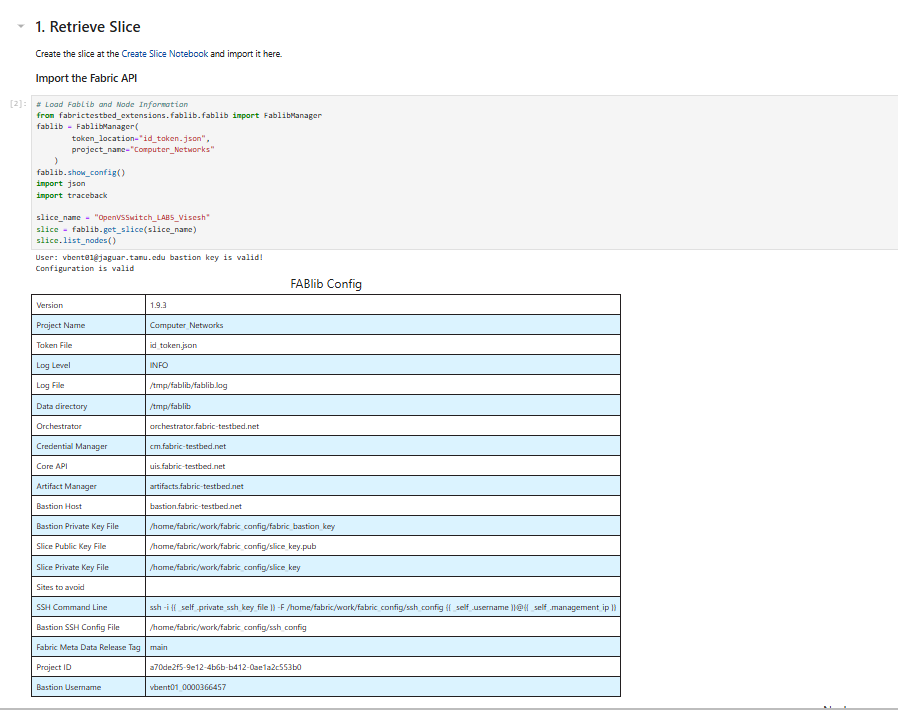 1. Retrieve Slice
Create the slice at the Create Slice Notebook and import it here.
Import the Fabric API
[2]:
# Load Fablib and Node Information
from fabrictestbed_extensions.fablib.fablib import FablibManager
fablib = FablibManager(
token_location="id_token.json",
project_name="Computer_Networks"
)
fablib.show_config()
import json
import traceback
slice_name = "OpenVSSwitch_LAB5_Visesh"
slice = fablib.get_slice(slice_name)
slice.list_nodes()
User: vbent01@jaguar.tamu.edu bastion key is valid!
Configuration is valid
FABlib Config
Version 1.9.3
Project Name Computer_Networks
Token File id_token.json
Log Level INFO
Log File /tmp/fablib/fablib.log
Data directory /tmp/fablib
Orchestrator orchestrator.fabric-testbed.net
Credential Manager cm.fabric-testbed.net
Core API uis.fabric-testbed.net
Artifact Manager artifacts.fabric-testbed.net
Bastion Host bastion.fabric-testbed.net
Bastion Private Key File /home/fabric/work/fabric_config/fabric_bastion_key
Slice Public Key File /home/fabric/work/fabric_config/slice_key.pub
Slice Private Key File /home/fabric/work/fabric_config/slice_key
Sites to avoid
SSH Command Line ssh -i {{ _self_.private_ssh_key_file }} -F /home/fabric/work/fabric_config/ssh_config {{ _self_.username }}@{{ _self_.management_ip }}
Bastion SSH Config File /home/fabric/work/fabric_config/ssh_config
Fabric Meta Data Release Tag main
Project ID a70de2f5-9e12-4b6b-b412-0ae1a2c553b0
Bastion Username vbent01_0000366457